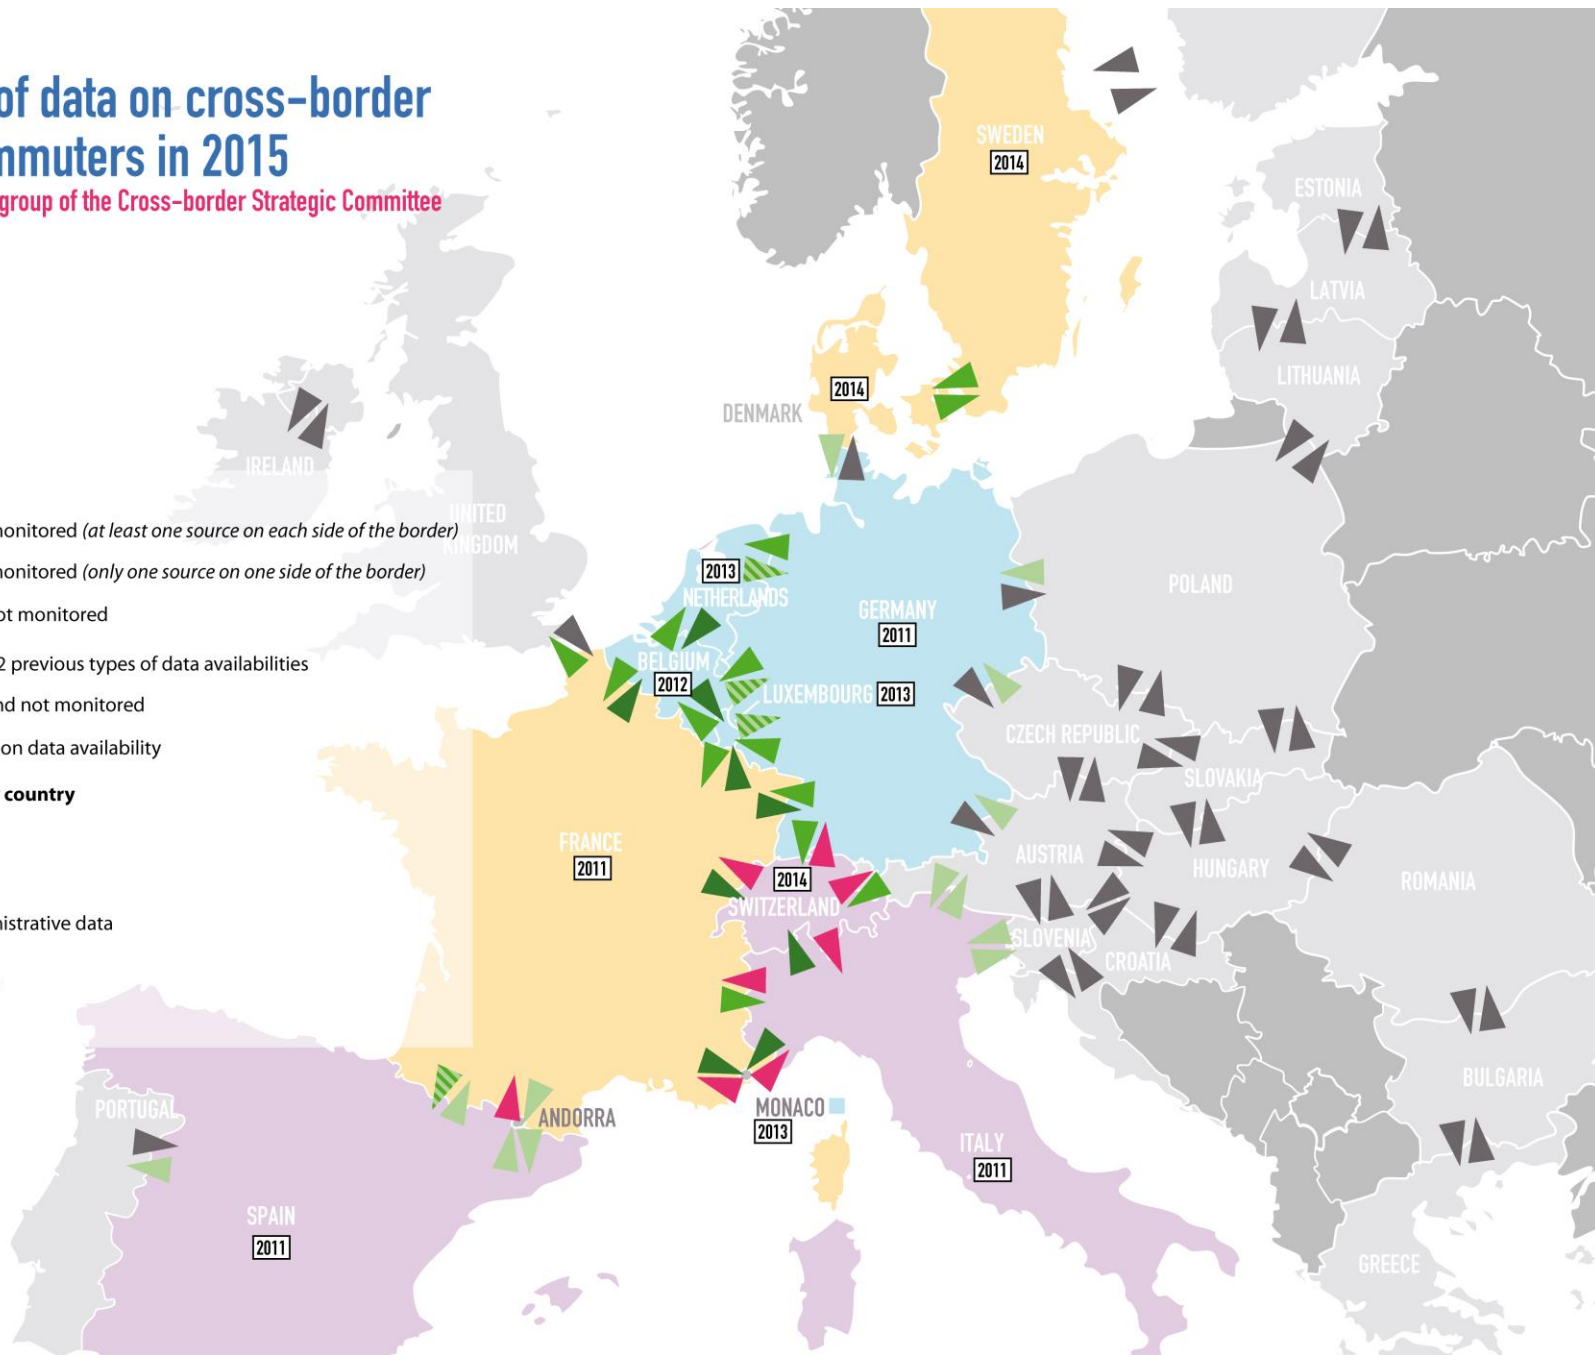 of data on cross-border
mmuters in 2015
group of the Cross-border Strategic Committee
SWEDEN
2014
ESTONIA
LATVIA
LITHUANIA
2014
DENMARK
IRELAND
UNITED
KINGDOM
onitored (at least one source on each side of the border)
onitored (only one source on one side of the border)
ot monitored
2 previous types of data availabilities
nd not monitored
on data availability
country
nistrative data
2013
NETHERLANDS
GERMANY
2011
POLAND
BELGIUM
2012
LUXEMBOURG 2013
CZECH REPUBLIC
SLOVAKIA
FRANCE
2011
AUSTRIA
HUNGARY
ROMANIA
2014
SWITZERLAND
SLOVENIA
CROATIA
BULGARIA
PORTUGAL
ANDORRA
MONACO
2013
ITALY
2011
SPAIN
2011
GREECE